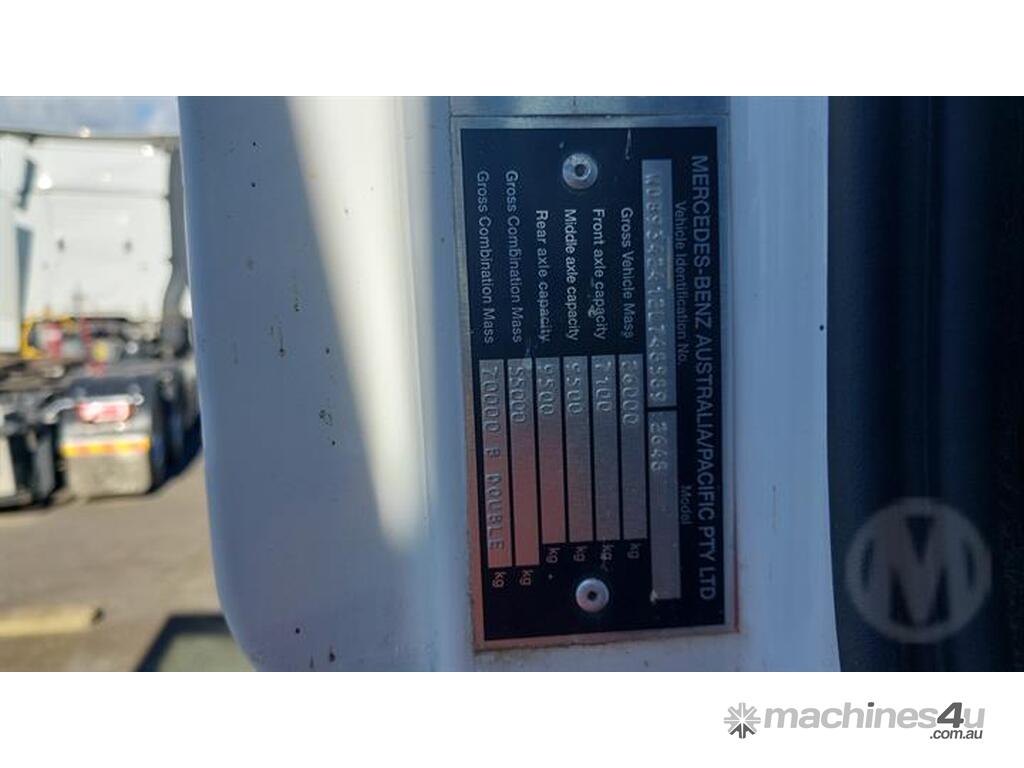 MERCEDES-BENZ AUSTRALIA/PACIFIC PTY LTD
Vehicle Identification No. Model
2646
Gross Vehicle Mass 26000 kg
Front axle capacity 7100 kg
Middle axle capacity 9500 kg
Rear axle capacity 9500 kg
Gross Combination Mass 55000 kg
Gross Combination Mass 70000 B DOUBLE kg
M
machines4u
.com.au